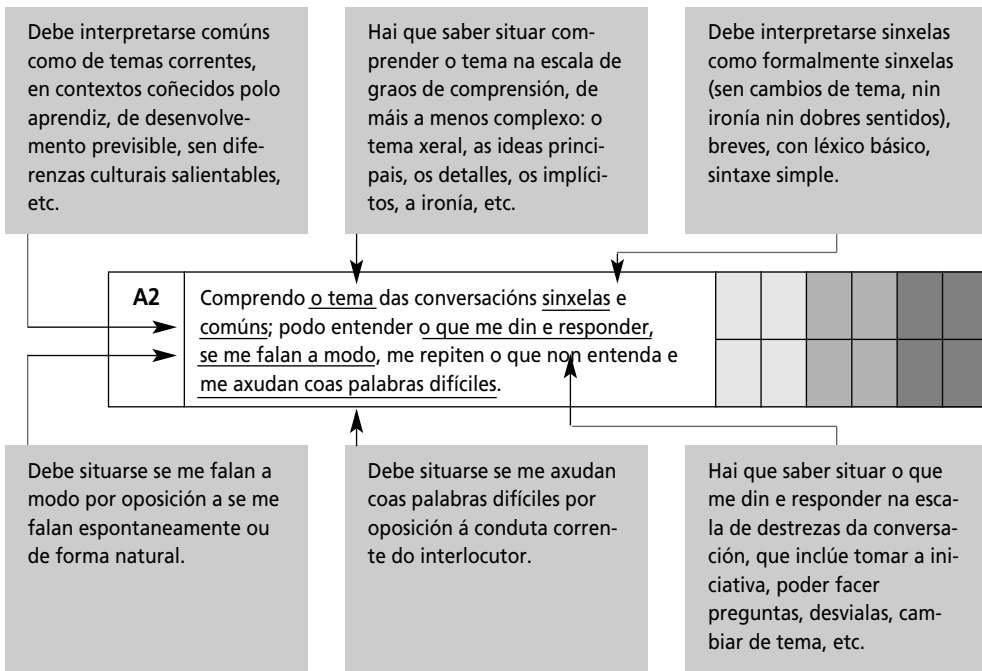 Debe interpretarse comúns
como de temas correntes,
en contextos coñecidos polo
aprendiz, de desenvolve-
mento previsible, sen dife-
renzas culturais salientables,
etc.
Hai que saber situar com-
prender o tema na escala de
graos de comprensión, de
máis a menos complexo: o
tema xeral, as ideas princi-
pais, os detalles, os implíci-
tos, a ironía, etc.
Debe interpretarse sinxelas
como formalmente sinxelas
(sen cambios de tema, nin
ironía nin dobres sentidos),
breves, con léxico básico,
sintaxe simple.
A2
Comprendo o tema das conversacións sinxelas e
comúns; podo entender o que me din e responder,
se me falan a modo, me repiten o que non entenda e
me axudan coas palabras difíciles.
Debe situarse se me falan a
modo por oposición a se me
falan espontaneamente ou
de forma natural.
Debe situarse se me axudan
coas palabras difíciles por
oposición á conduta corren-
te do interlocutor.
Hai que saber situar o que
me din e responder na esca-
la de destrezas da conversa-
ción, que inclúe tomar a ini-
ciativa, poder facer
preguntas, desvialas, cam-
biar de tema, etc.